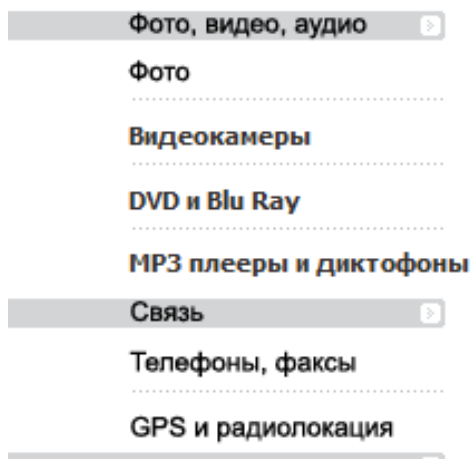 Фото, видео, аудио
Фото
Видеокамеры
DVD и Blu Ray
MP3 плееры и диктофоны
Связь
Телефоны, факсы
GPS и радиолокация